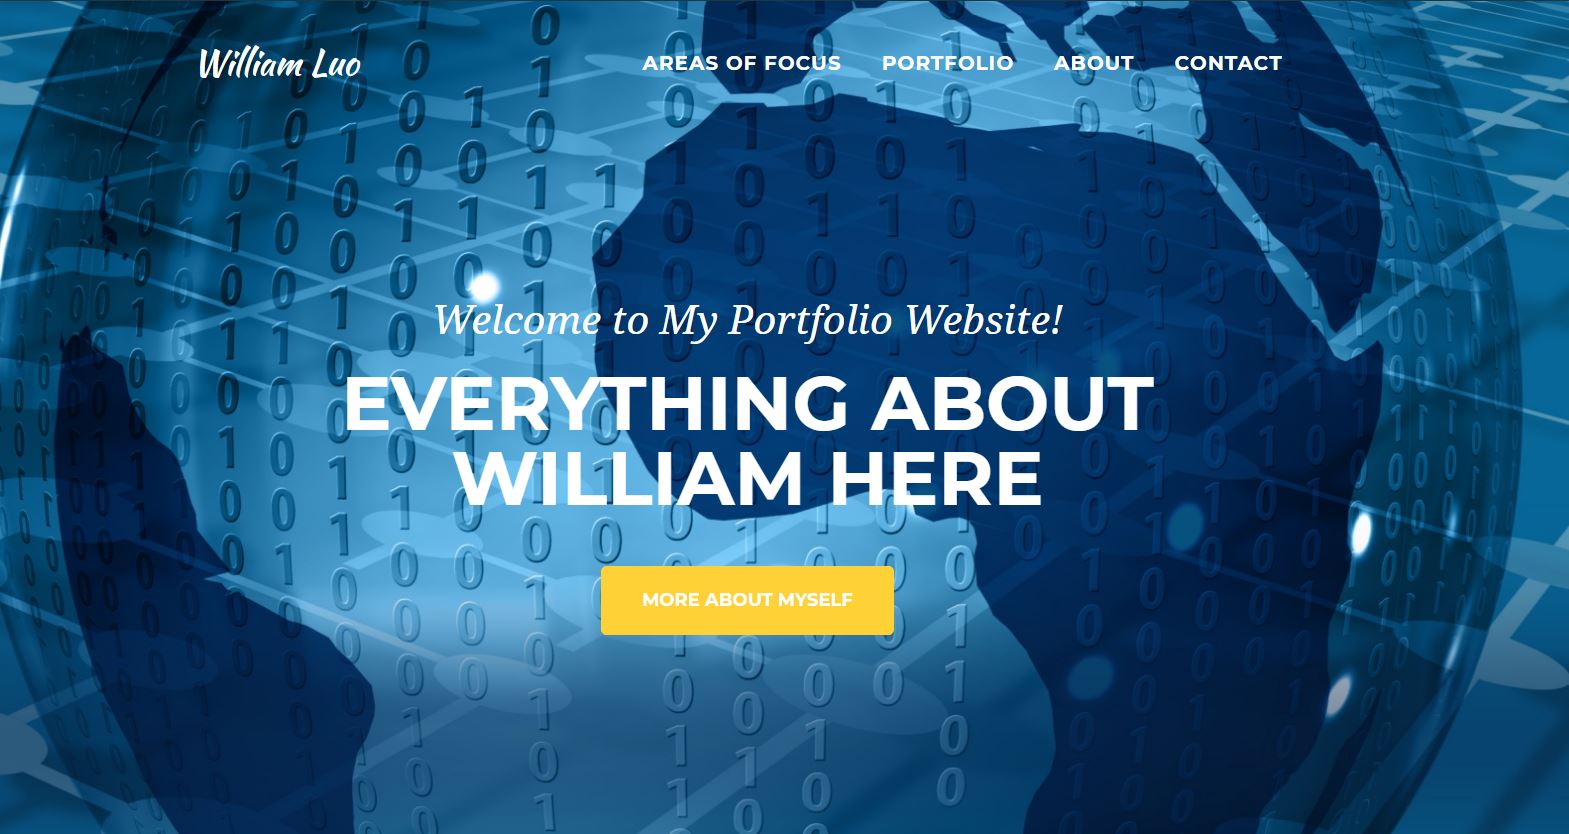 William Luo
AREAS OF FOCUS PORTFOLIO ABOUT CONTACT
Welcome to My Portfolio Website!
EVERYTHING ABOUT
WILLIAM HERE
MORE ABOUT MYSELF